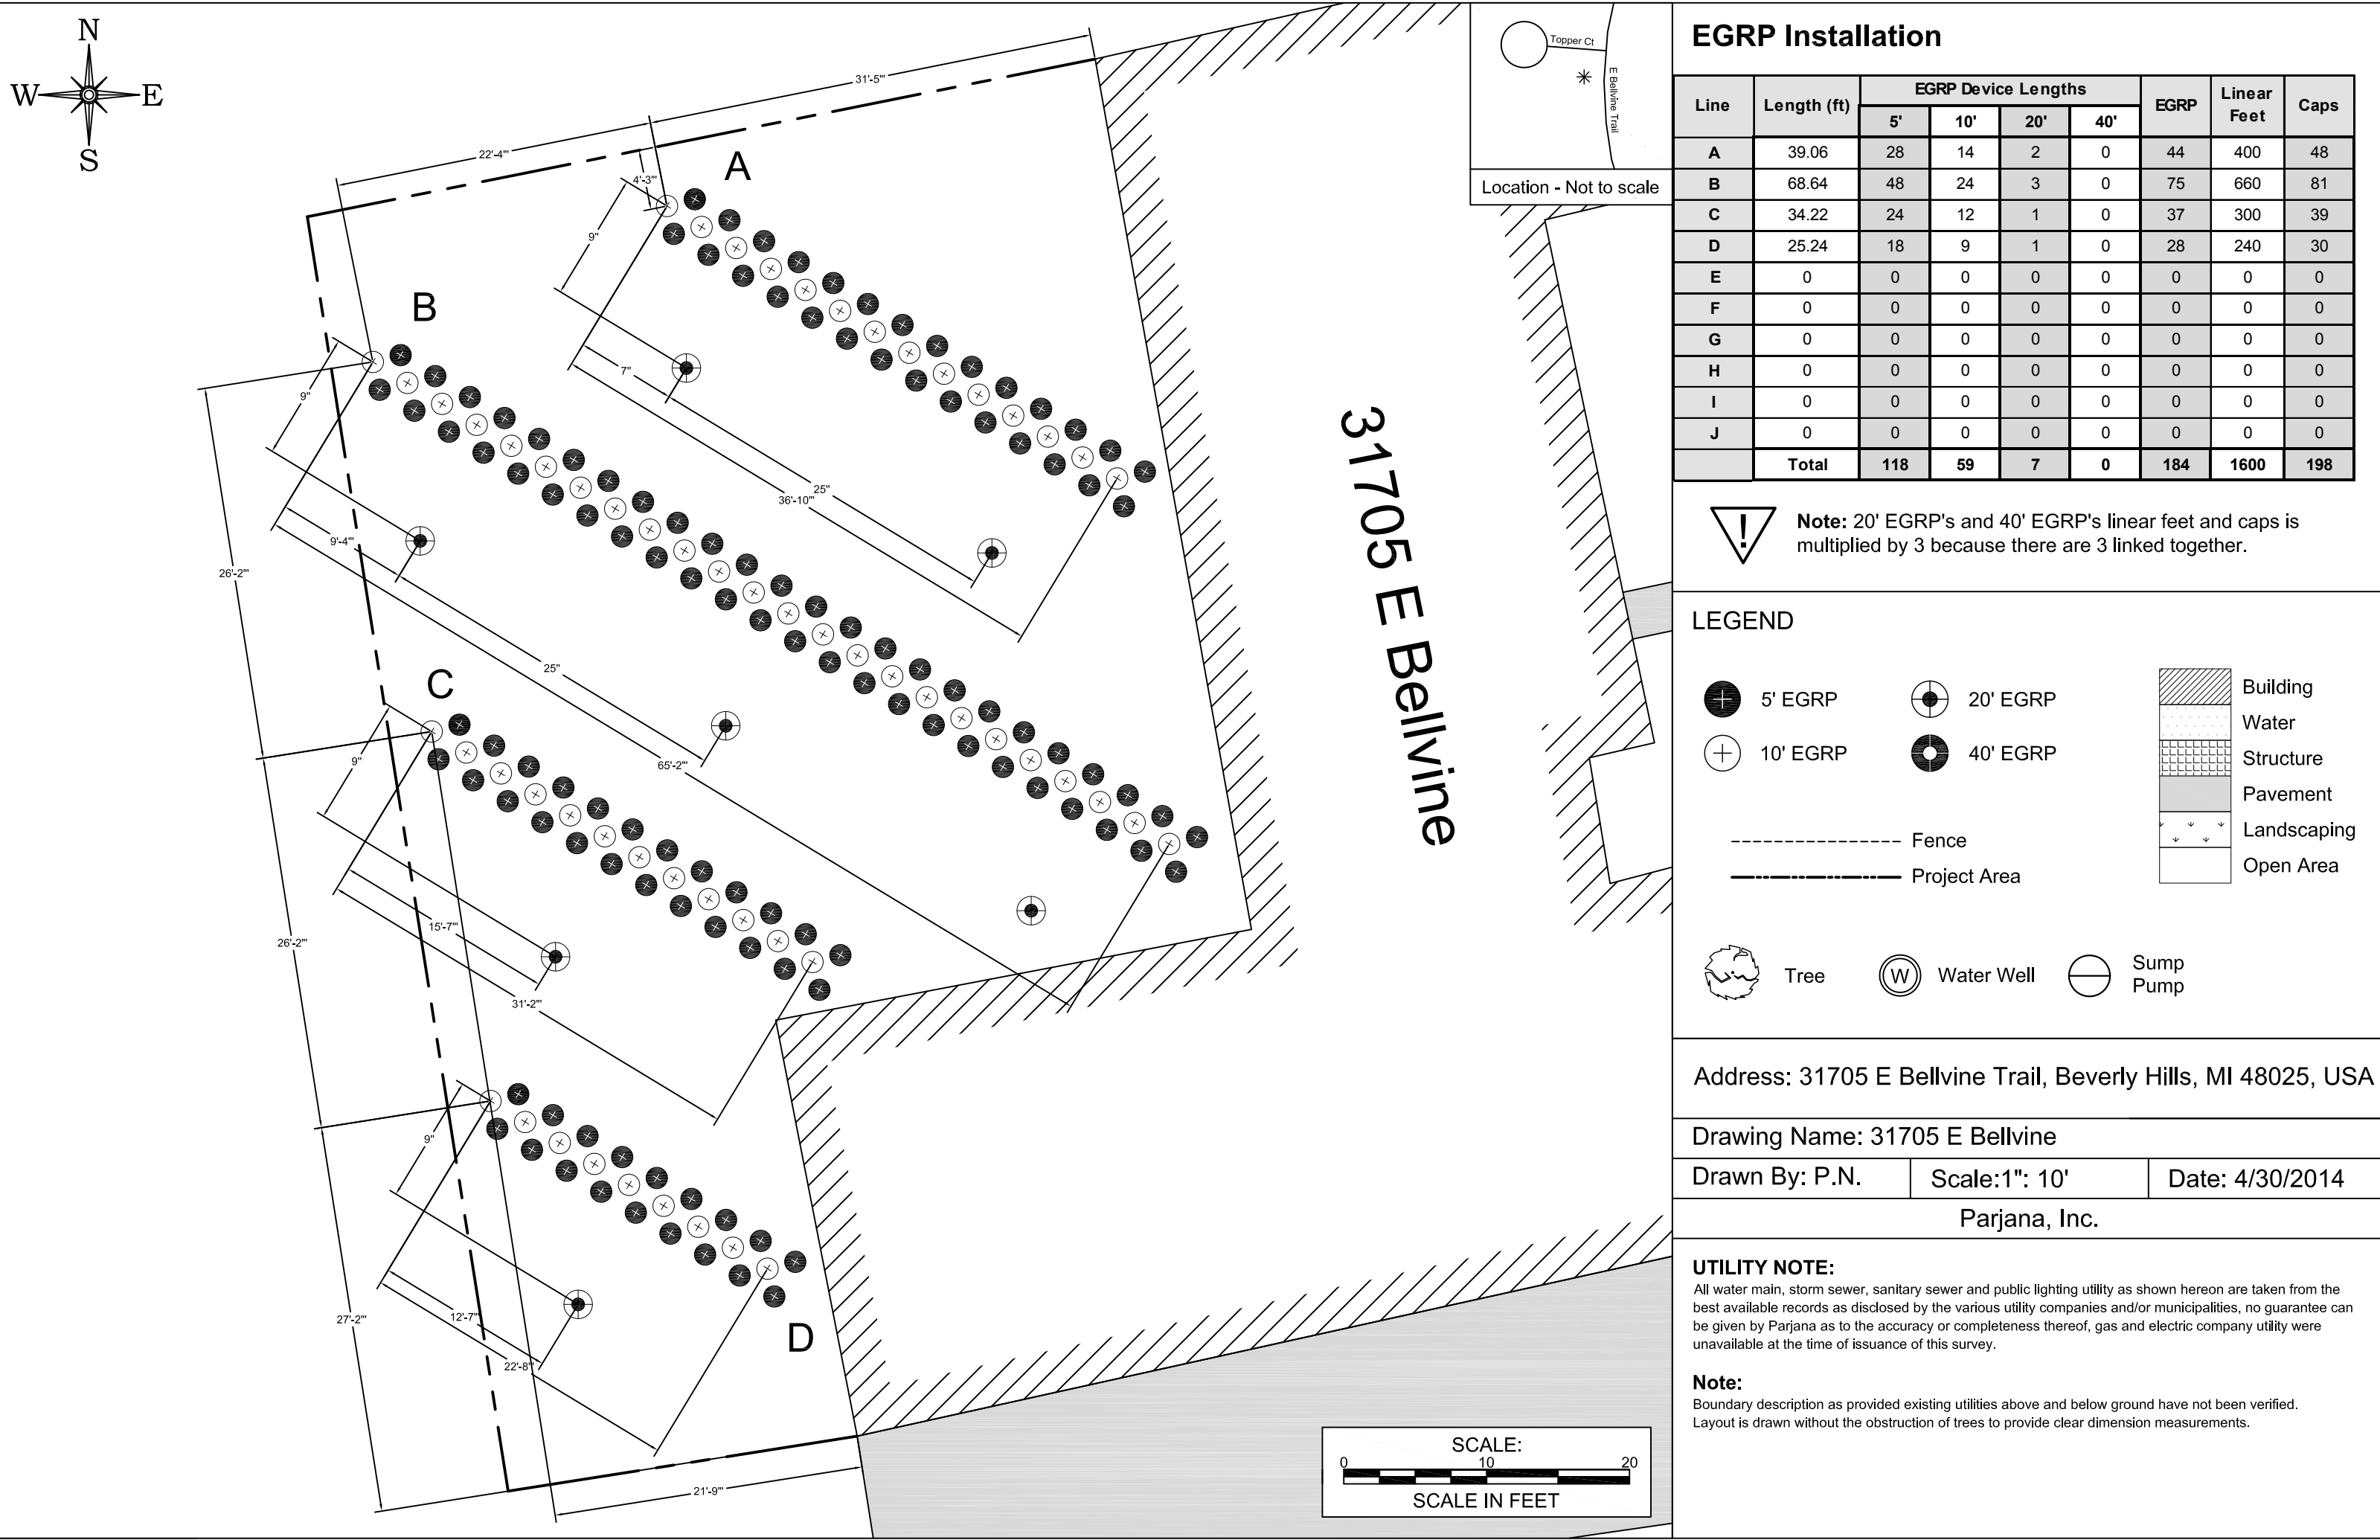 N
W E
S
31'-5"'
22'-4"'
4'-3"'
A
9"
7"
25"
36'-10"'
B
9"
9'-4"'
25"
65'-2"'
26'-2"'
C
9"
15'-7"'
31'-2"'
26'-2"'
9"
12'-7"'
22'-8"'
D
27'-2"'
21'-9"'
31705 E Bellvine
Topper Ct
E Bellvine Trail
Location - Not to scale
SCALE:
0 10 20
SCALE IN FEET
EGRP Installation
Line Length (ft) EGRP Device Lengths EGRP Linear Feet Caps
5' 10' 20' 40'
A 39.06 28 14 2 0 44 400 48
B 68.64 48 24 3 0 75 660 81
C 34.22 24 12 1 0 37 300 39
D 25.24 18 9 1 0 28 240 30
E 0 0 0 0 0 0 0 0
F 0 0 0 0 0 0 0 0
G 0 0 0 0 0 0 0 0
H 0 0 0 0 0 0 0 0
I 0 0 0 0 0 0 0 0
J 0 0 0 0 0 0 0 0
Total 118 59 7 0 184 1600 198
!
Note: 20' EGRP's and 40' EGRP's linear feet and caps is
multiplied by 3 because there are 3 linked together.
LEGEND
5' EGRP
20' EGRP
10' EGRP
40' EGRP
Fence
Project Area
Building
Water
Structure
Pavement
Landscaping
Open Area
Tree
W Water Well
Sump
Pump
Address: 31705 E Bellvine Trail, Beverly Hills, MI 48025, USA
Drawing Name: 31705 E Bellvine
Drawn By: P.N. Scale:1": 10' Date: 4/30/2014
Parjana, Inc.
UTILITY NOTE:
All water main, storm sewer, sanitary sewer and public lighting utility as shown hereon are taken from the
best available records as disclosed by the various utility companies and/or municipalities, no guarantee can
be given by Parjana as to the accuracy or completeness thereof, gas and electric company utility were
unavailable at the time of issuance of this survey.
Note:
Boundary description as provided existing utilities above and below ground have not been verified.
Layout is drawn without the obstruction of trees to provide clear dimension measurements.